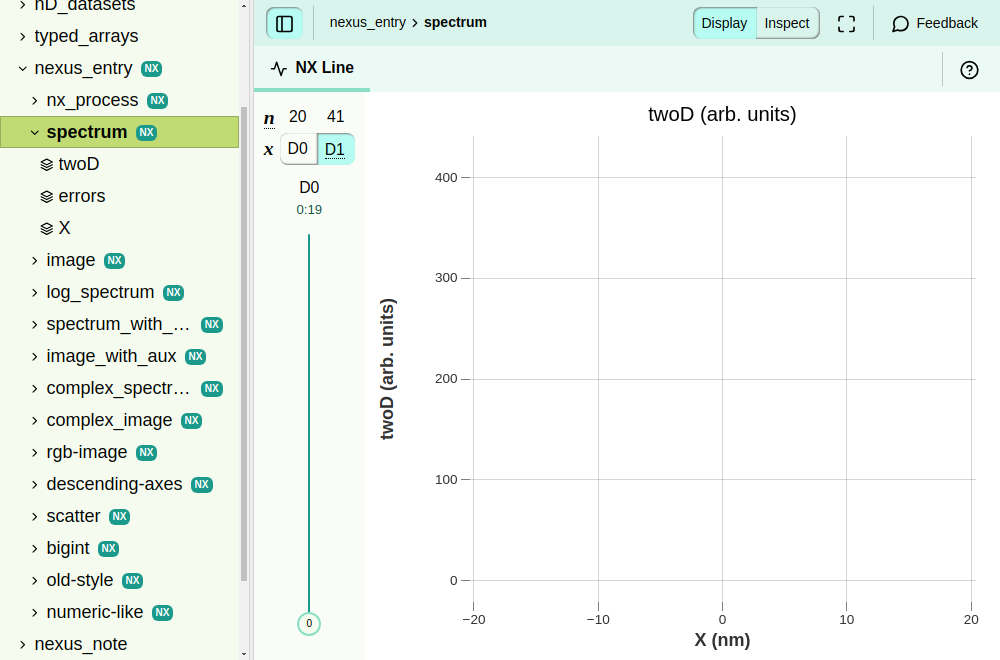 nD_datasets
typed_arrays
nexus_entry NX
nx_process NX
spectrum NX
twoD
errors
X
image NX
log_spectrum NX
spectrum_with_… NX
image_with_aux NX
complex_spectr… NX
complex_image NX
rgb-image NX
descending-axes NX
scatter NX
bigint NX
old-style NX
numeric-like NX
nexus_note
nexus_entry › spectrum
Display Inspect
Feedback
NX Line
n 20 41
x D0 D1
D0
0:19
0
twoD (arb. units)
twoD (arb. units)
400
300
200
100
0
−20 −10 0 10 20
X (nm)